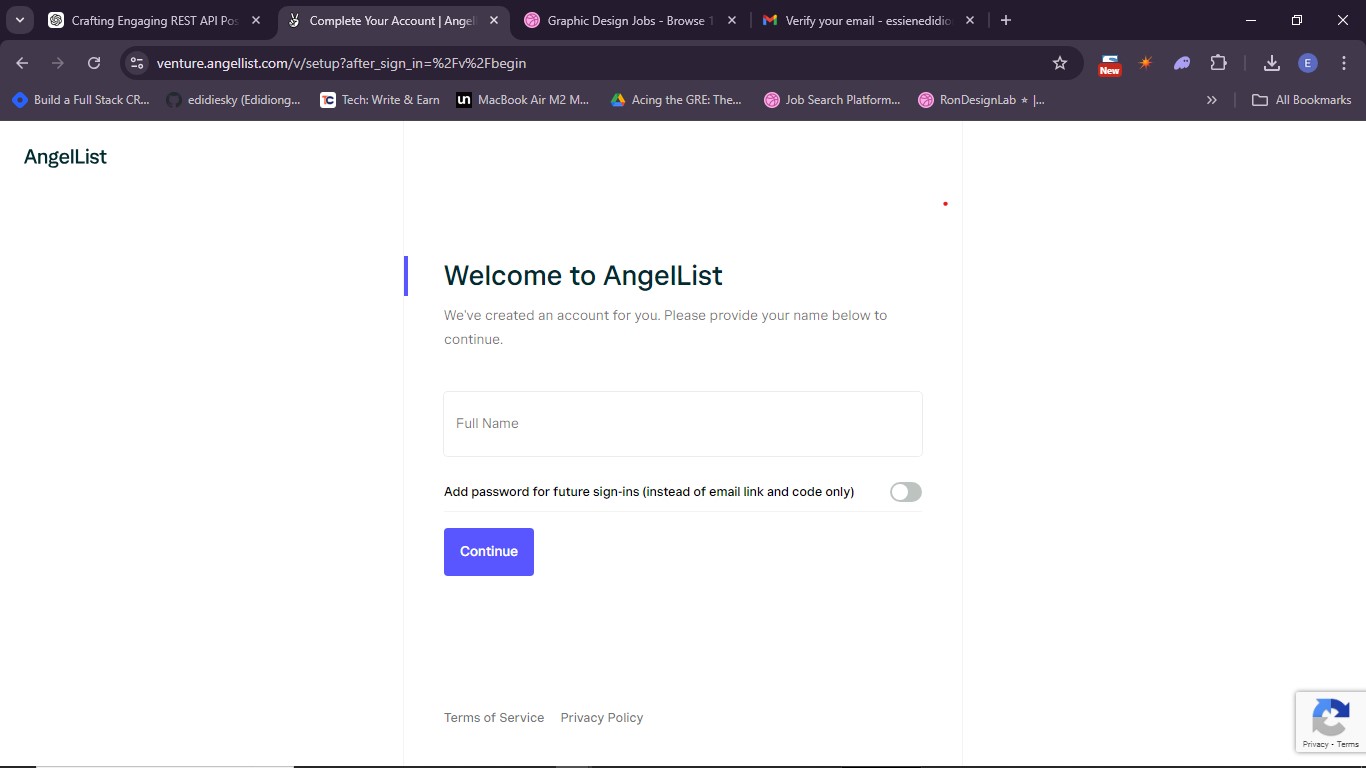 Crafting Engaging REST API Pos
Complete Your Account | Angel
Graphic Design Jobs - Browse 1
Verify your email - essienedidio
venture.angellist.com/v/setup?after_sign_in=%2Fv%2Fbegin
New
E
Build a Full Stack CR...
edidiesky (Edidiong...
TC
Tech: Write & Earn
un
MacBook Air M2 M...
Acing the GRE: The...
Job Search Platform...
RonDesignLab ⭐ |...
»
All Bookmarks
AngelList
Welcome to AngelList
We've created an account for you. Please provide your name below to
continue.
Full Name
Add password for future sign-ins (instead of email link and code only)
Continue
Terms of Service Privacy Policy
Privacy - Terms